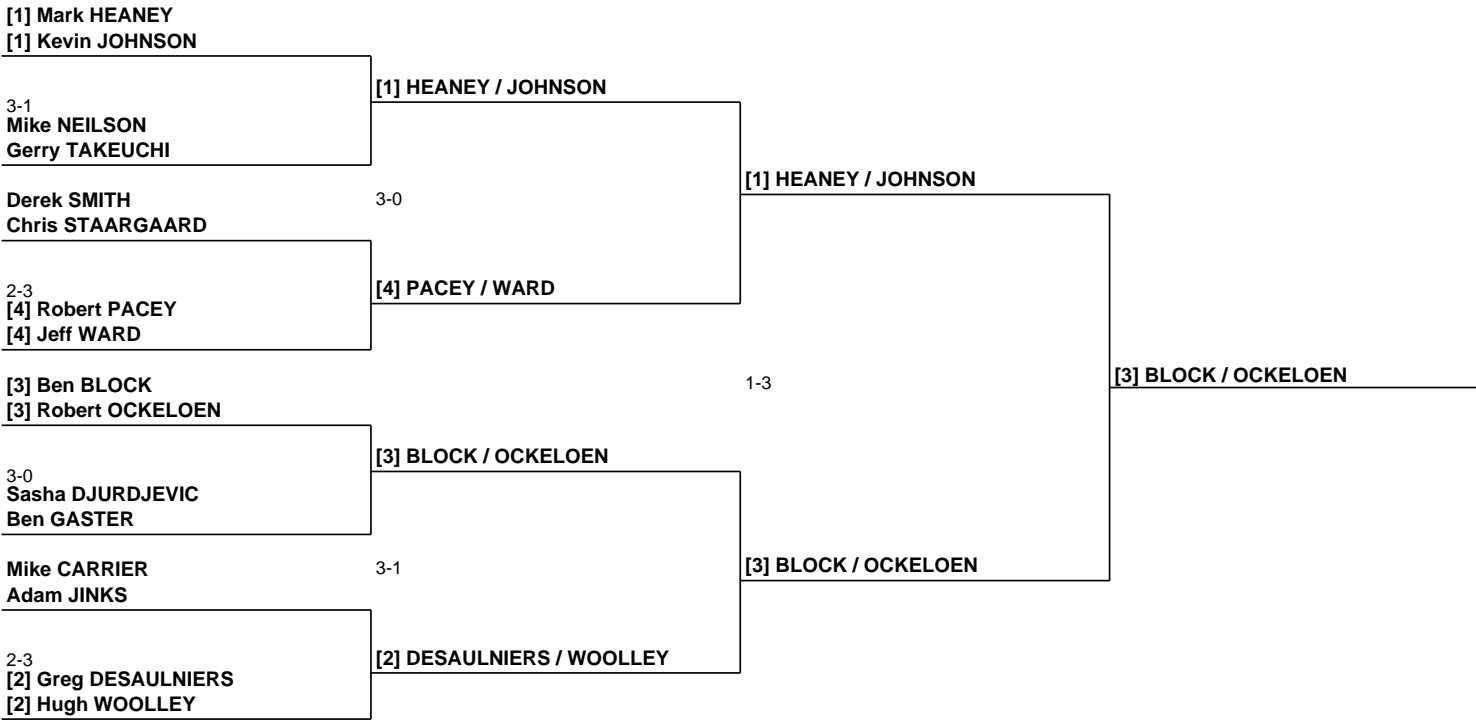 [1] Mark HEANEY
[1] Kevin JOHNSON
[1] HEANEY / JOHNSON
3-1
Mike NEILSON
Gerry TAKEUCHI
[1] HEANEY / JOHNSON
Derek SMITH
3-0
Chris STAARGAARD
[4] PACEY / WARD
2-3
[4] Robert PACEY
[4] Jeff WARD
[3] BLOCK / OCKELOEN
[3] Ben BLOCK
1-3
[3] Robert OCKELOEN
[3] BLOCK / OCKELOEN
3-0
Sasha DJURDJEVIC
Ben GASTER
[3] BLOCK / OCKELOEN
Mike CARRIER
3-1
Adam JINKS
[2] DESAULNIERS / WOOLLEY
2-3
[2] Greg DESAULNIERS
[2] Hugh WOOLLEY